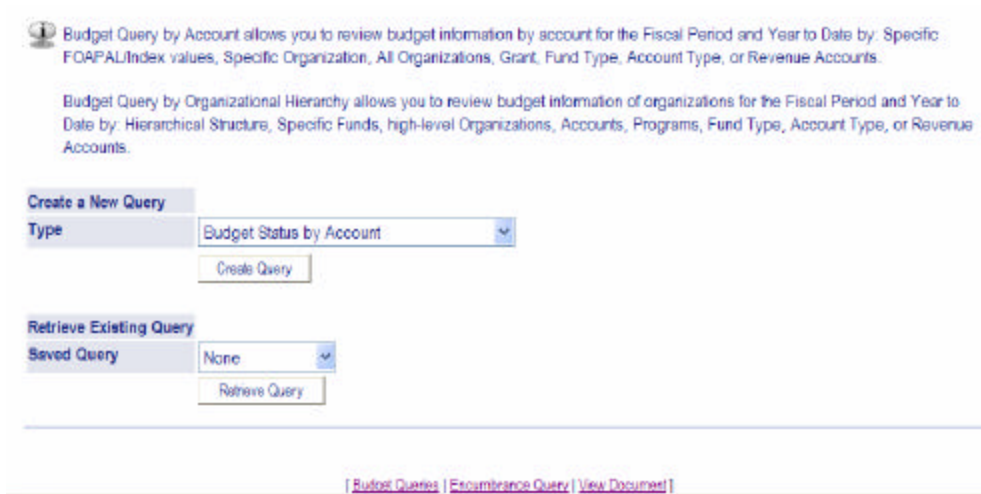 Budget Query by Account allows you to review budget information by account for the Fiscal Period and Year to Date by: Specific
FOAPAL/Index values, Specific Organization, All Organizations, Grant, Fund Type, Account Type, or Revenue Accounts.
Budget Query by Organizational Hierarchy allows you to review budget information of organizations for the Fiscal Period and Year to
Date by: Hierarchical Structure, Specific Funds, high-level Organizations, Accounts, Programs, Fund Type, Account Type, or Revenue
Accounts.
Create a New Query
Type Budget Status by Account
Create Query
Retrieve Existing Query
Saved Query None
Retrieve Query
[ Budget Queries | Encumbrance Query | View Document ]